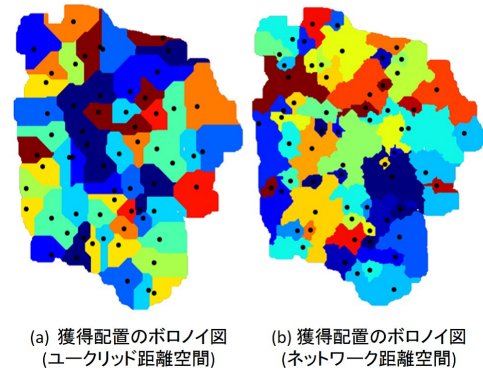 (a) 獲得配置のボロノイ図
(ユークリッド距離空間)
(b) 獲得配置のボロノイ図
(ネットワーク距離空間)